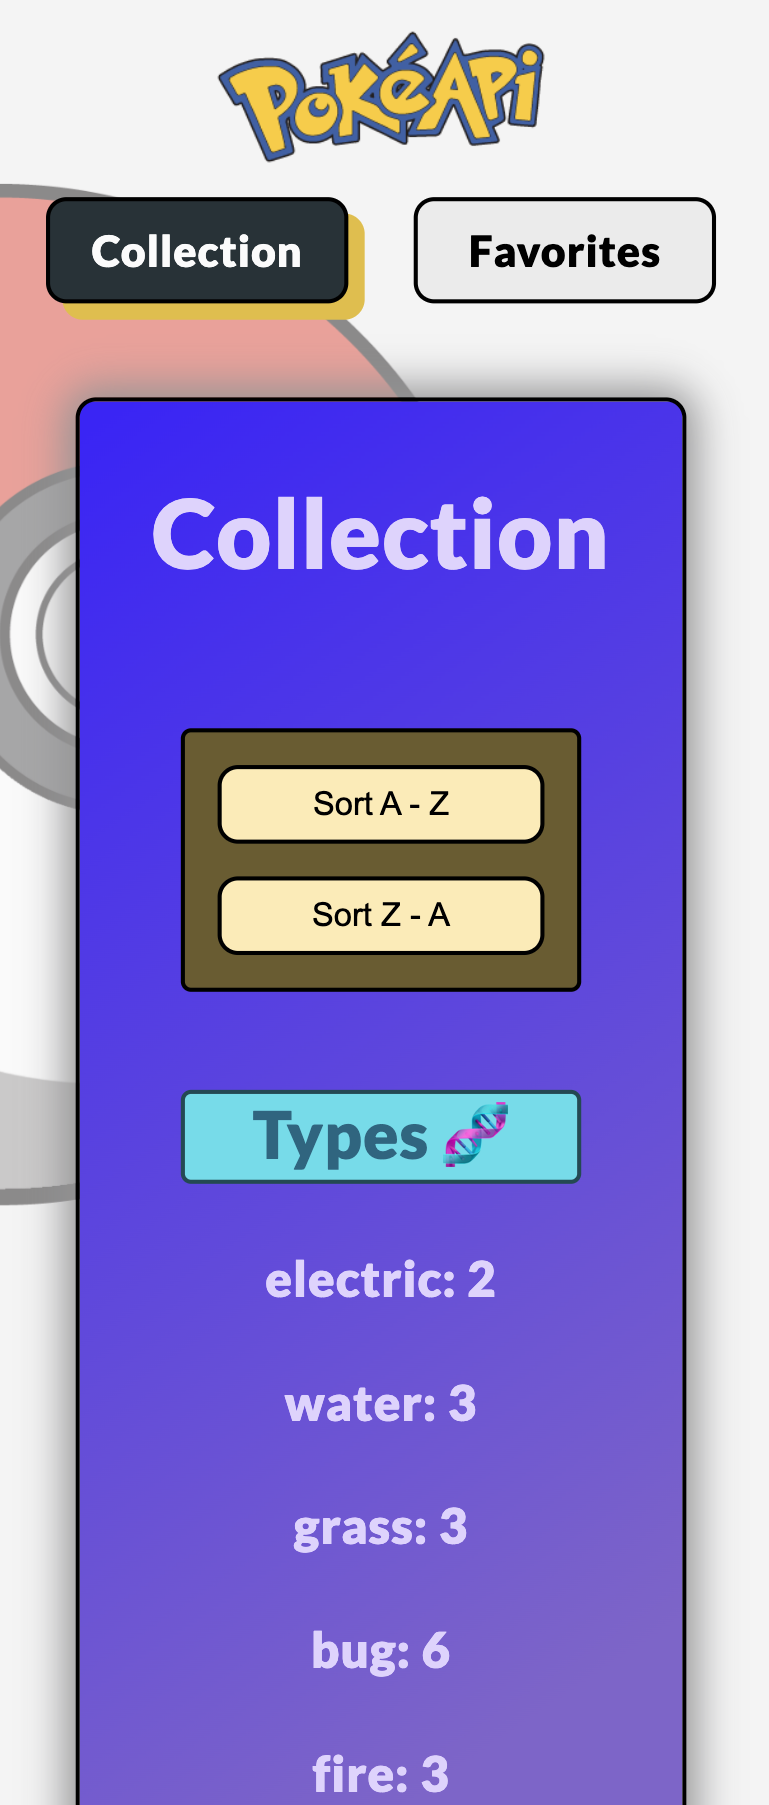 PokéApi
Collection
Favorites
Collection
Sort A - Z
Sort Z - A
Types
electric: 2
water: 3
grass: 3
bug: 6
fire: 3